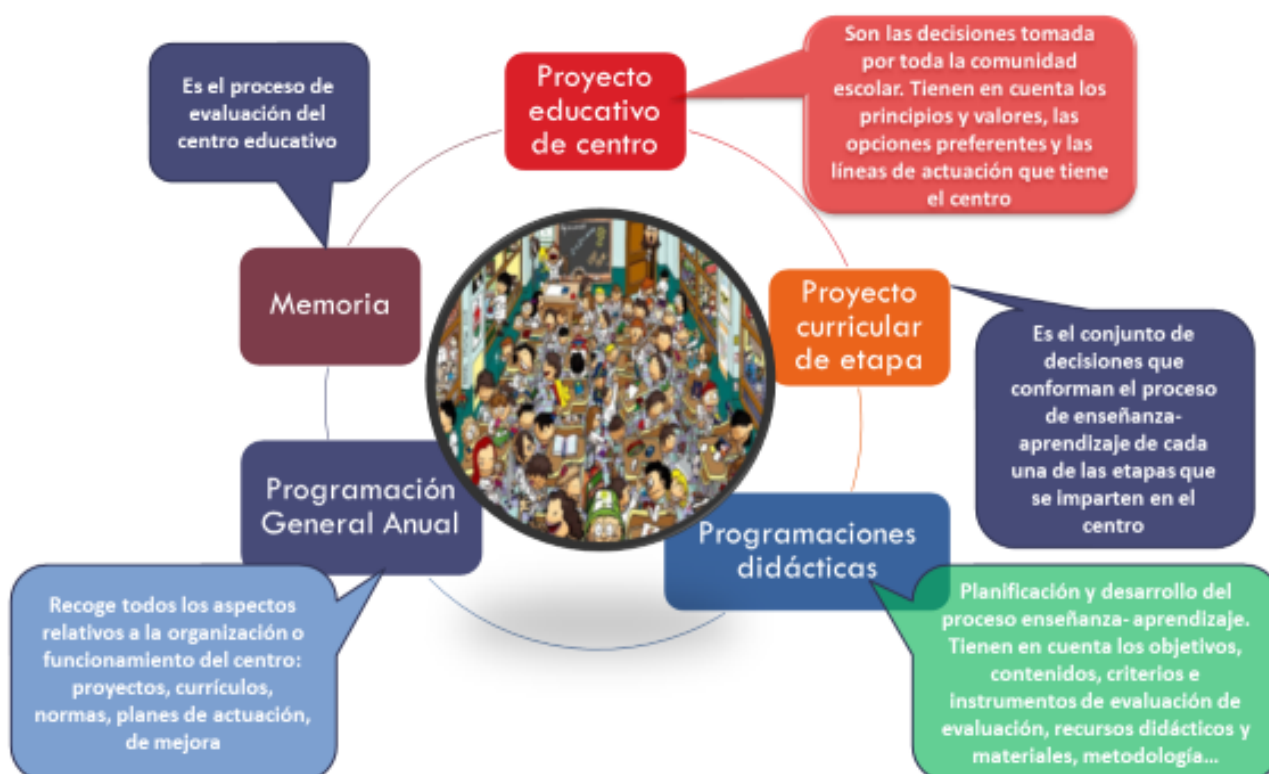 Proyecto
educativo
de centro
Son las decisiones tomada
por toda la comunidad
escolar. Tienen en cuenta los
principios y valores, las
opciones preferentes y las
líneas de actuación que tiene
el centro
Proyecto
curricular
de etapa
Es el conjunto de
decisiones que
conforman el proceso
de enseñanza-
aprendizaje de cada
una de las etapas que
se imparten en el
centro
Programaciones
didácticas
Planificación y desarrollo del
proceso enseñanza- aprendizaje.
Tienen en cuenta los objetivos,
contenidos, criterios e
instrumentos de evaluación de
evaluación, recursos didácticos y
materiales, metodología...
Programación
General Anual
Recoge todos los aspectos
relativos a la organización o
funcionamiento del centro:
proyectos, currículos,
normas, planes de actuación,
de mejora
Memoria
Es el proceso de
evaluación del
centro educativo